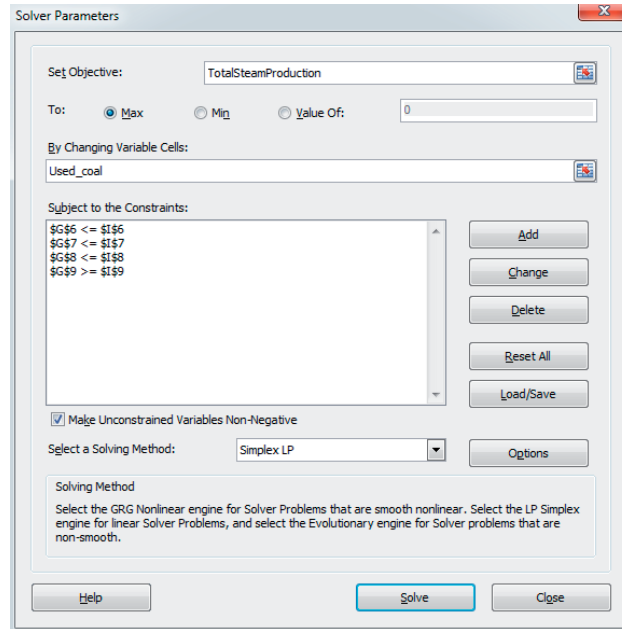 Solver Parameters
Set Objective: TotalSteamProduction
To: Max Min Value Of: 0
By Changing Variable Cells:
Used_coal
Subject to the Constraints:
$G$6 <= $I$6
$G$7 <= $I$7
$G$8 <= $I$8
$G$9 >= $I$9
Add
Change
Delete
Reset All
Load/Save
Make Unconstrained Variables Non-Negative
Select a Solving Method: Simplex LP Options
Solving Method
Select the GRG Nonlinear engine for Solver Problems that are smooth nonlinear. Select the LP Simplex
engine for linear Solver Problems, and select the Evolutionary engine for Solver problems that are
non-smooth.
Help Solve Close